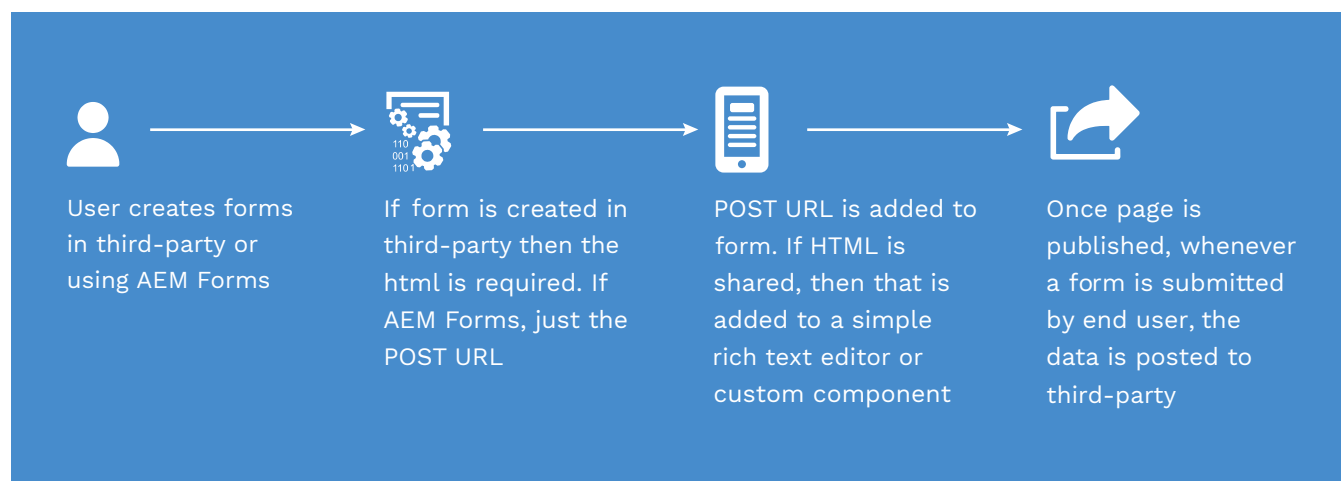 User creates forms
in third-party or
using AEM Forms
110
001
110 1
If form is created in
third-party then the
html is required. If
AEM Forms, just the
POST URL
POST URL is added to
form. If HTML is
shared, then that is
added to a simple
rich text editor or
custom component
Once page is
published, whenever
a form is submitted
by end user, the
data is posted to
third-party